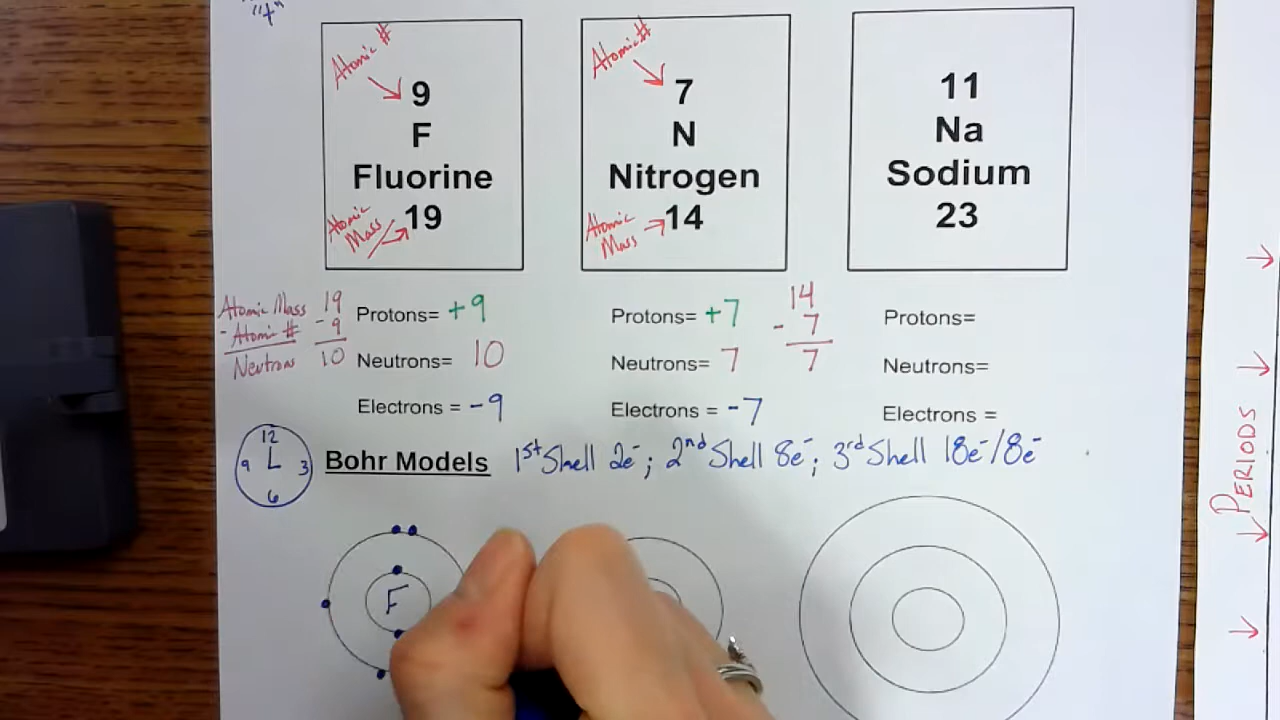 "+"
Atomic #
9
F
Fluorine
Atomic
Mass
19
Atomic #
7
N
Nitrogen
Atomic
Mass
14
11
Na
Sodium
23
Atomic Mass 19
- Atomic # - 9
Neutron 10
Protons= +9
Neutrons= 10
Electrons = -9
Protons= +7
Neutrons= 7
Electrons = -7
14
- 7
7
Protons=
Neutrons=
Electrons =
12
9 3
6
Bohr Models 1st Shell 2e⁻; 2nd Shell 8e⁻; 3rd Shell 18e⁻/8e⁻
F
PERIODS